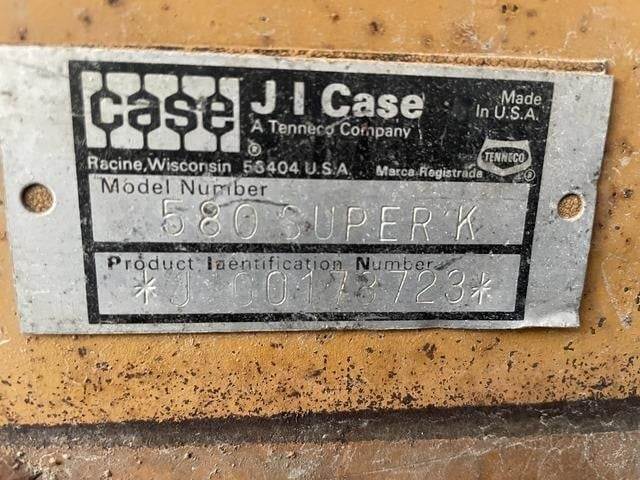 case
J I Case
A Tenneco Company
Made
In U.S.A.
Racine, Wisconsin 53404 U.S.A.
Marca Registrada
TENNECO
®
®
Model Number
580 SUPER K
Product Identification Number